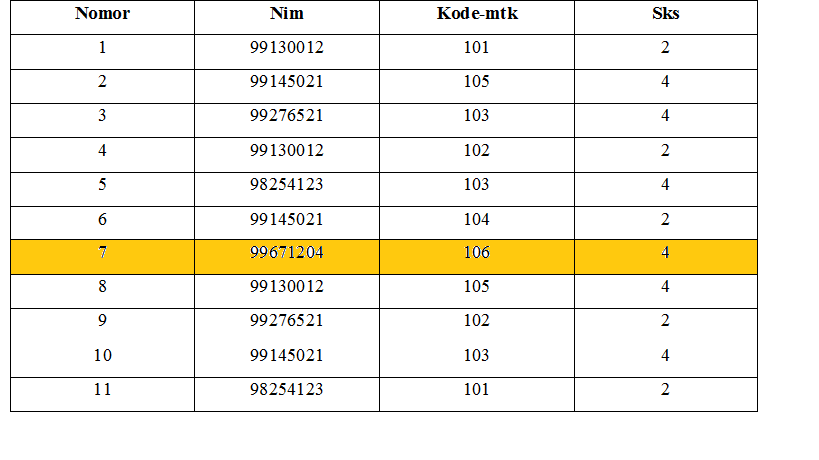 Nomor Nim Kode-mtk Sks
1 99130012 101 2
2 99145021 105 4
3 99276521 103 4
4 99130012 102 2
5 98254123 103 4
6 99145021 104 2
7 99671204 106 4
8 99130012 105 4
9 99276521 102 2
10 99145021 103 4
11 98254123 101 2